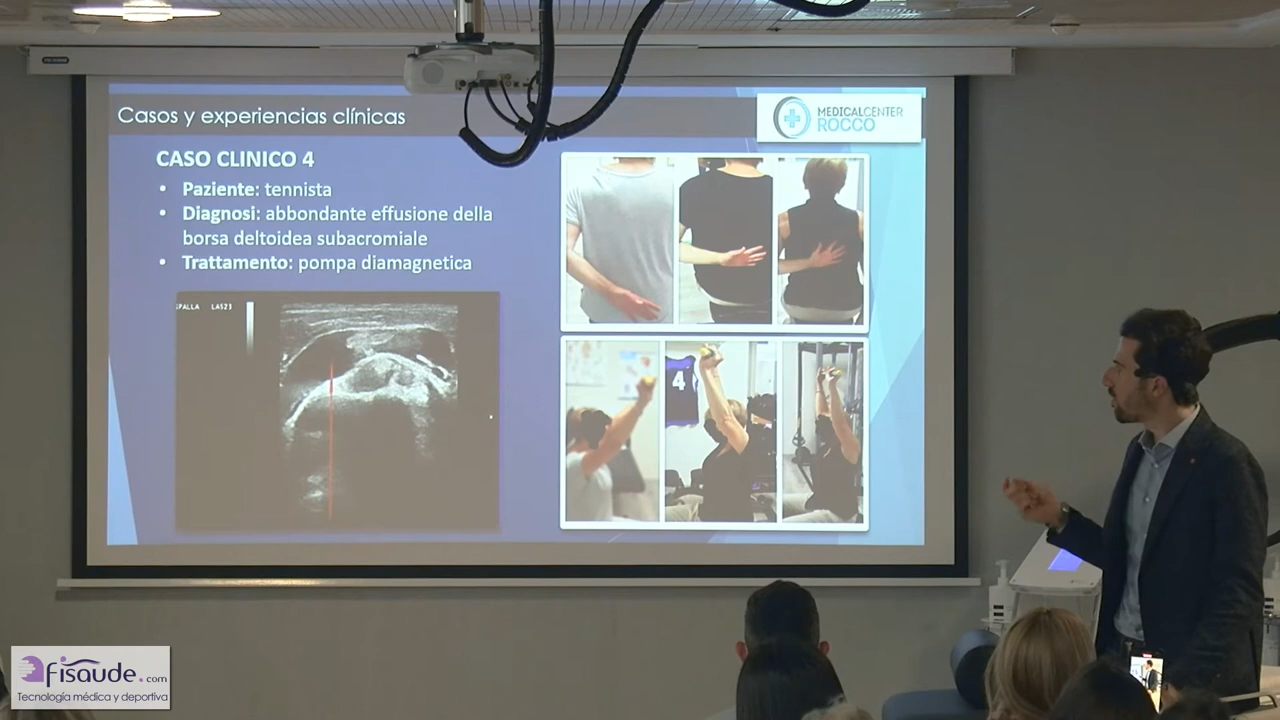 Casos y experiencias clínicas
MEDICALCENTER
ROCCO
CASO CLINICO 4
• Paziente: tennista
• Diagnosi: abbondante effusione della
borsa deltoidea subacromiale
• Trattamento: pompa diamagnetica
SPALLA LA523
4
fisaude.com
Tecnología médica y deportiva